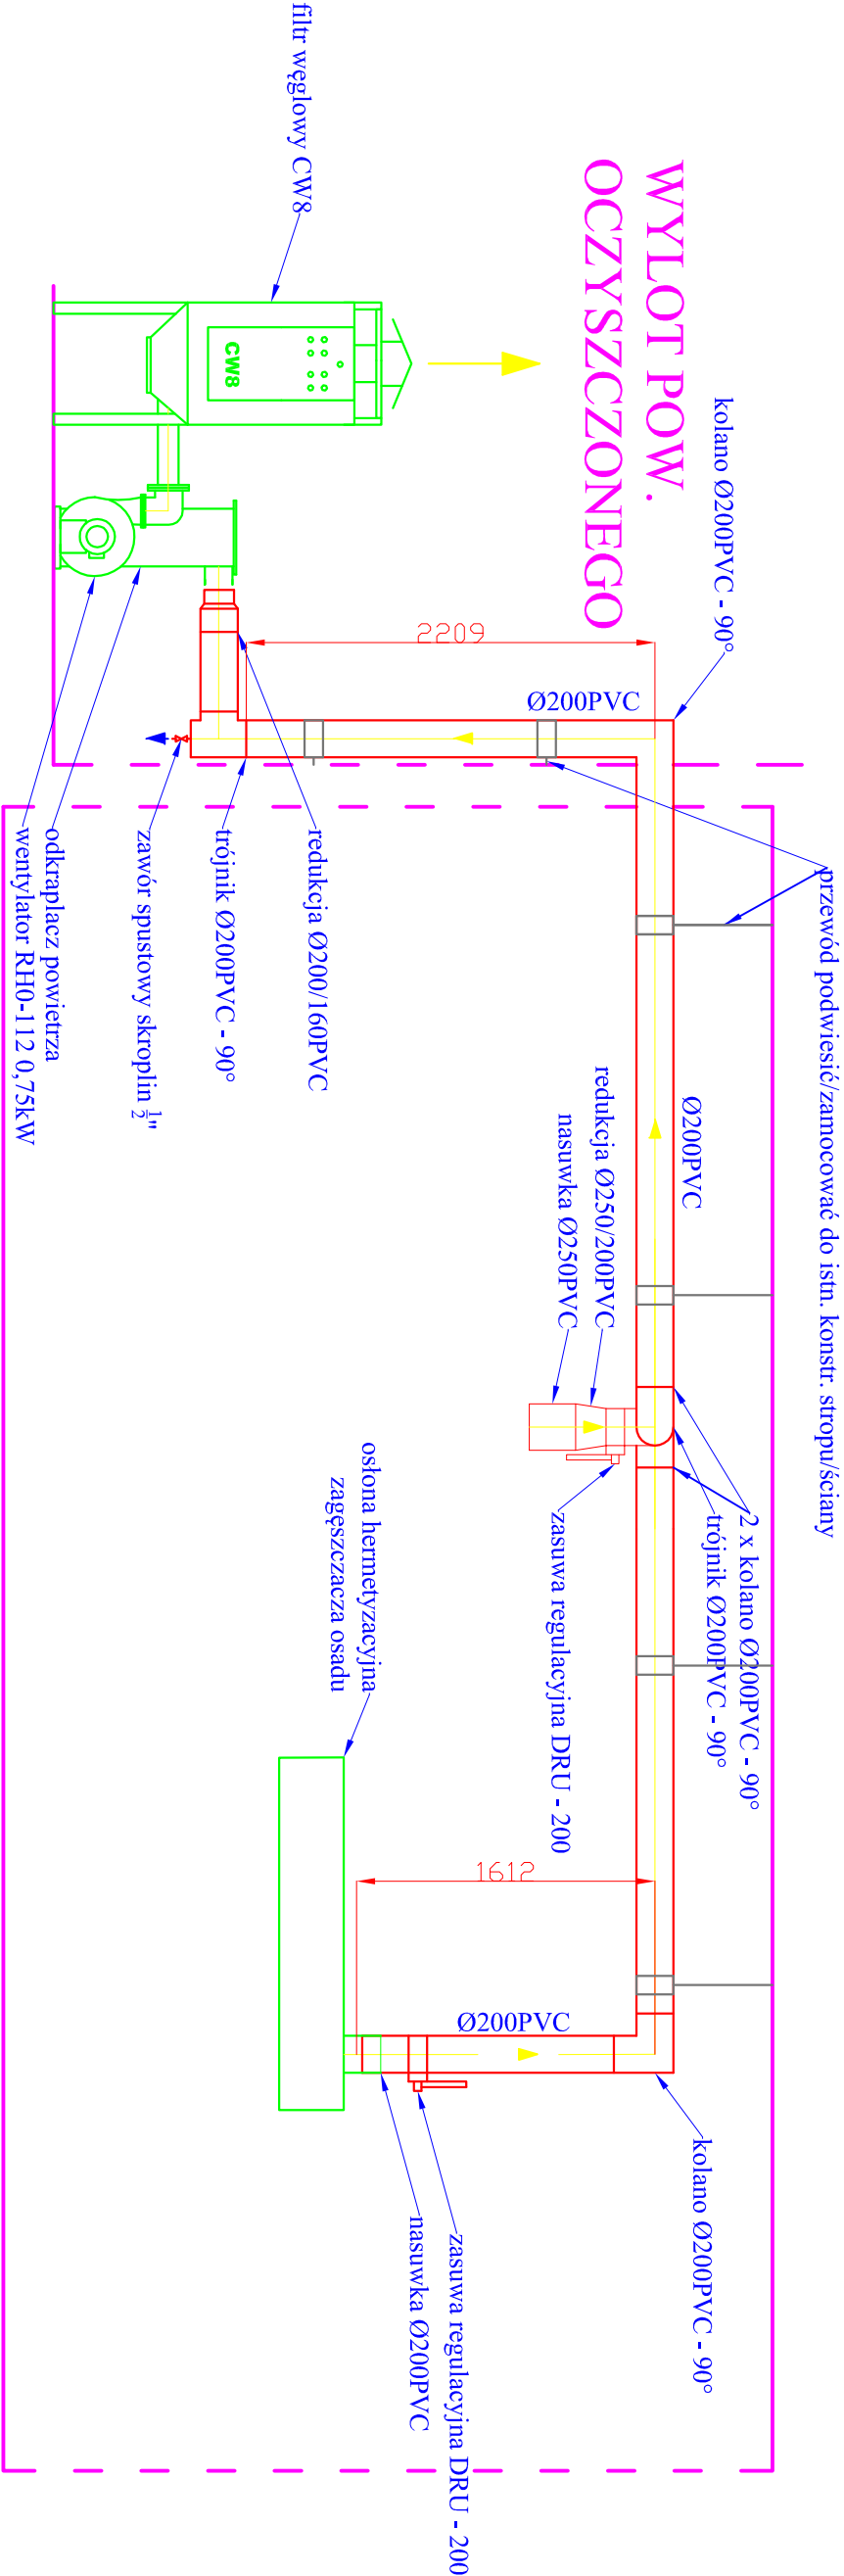 filtr węglowy CW8
WYLOT POW.
OCZYSZCZONEGO
CW8
kolano Ø200PVC - 90°
2209
Ø200PVC
przewód podwiesić/zamocować do istn. konstr. stropu/ściany
redukcja Ø200/160PVC
trójnik Ø200PVC - 90°
zawór spustowy skroplin 1/2"
odkraplacz powietrza
wentylator RH0-112 0,75kW
Ø200PVC
redukcja Ø250/200PVC
nasuwka Ø250PVC
2 x kolano Ø200PVC - 90°
trójnik Ø200PVC - 90°
zasuwa regulacyjna DRU - 200
osłona hermetyzacyjna
zagęszczacza osadu
1612
Ø200PVC
kolano Ø200PVC - 90°
zasuwa regulacyjna DRU - 200
nasuwka Ø200PVC